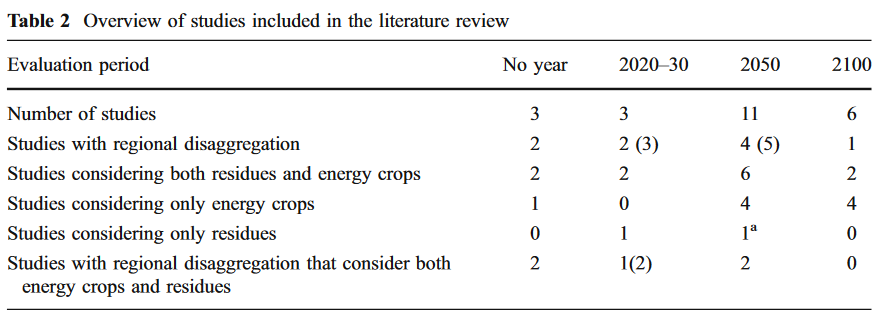 Table 2 Overview of studies included in the literature review
Evaluation period No year 2020–30 2050 2100
Number of studies 3 3 11 6
Studies with regional disaggregation 2 2 (3) 4 (5) 1
Studies considering both residues and energy crops 2 2 6 2
Studies considering only energy crops 1 0 4 4
Studies considering only residues 0 1 1ᵃ 0
Studies with regional disaggregation that consider both 2 1(2) 2 0
energy crops and residues